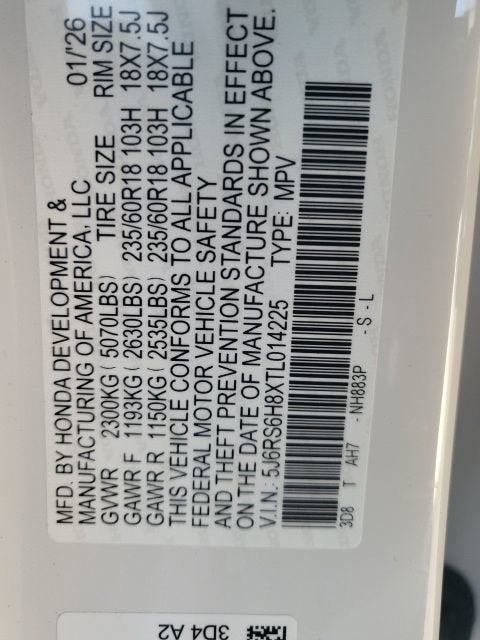 MFD. BY HONDA DEVELOPMENT & 01/'26
MANUFACTURING OF AMERICA, LLC
GVWR 2300KG ( 5070LBS) TIRE SIZE RIM SIZE
GAWR F 1193KG ( 2630LBS) 235/60R18 103H 18X7.5J
GAWR R 1150KG ( 2535LBS) 235/60R18 103H 18X7.5J
THIS VEHICLE CONFORMS TO ALL APPLICABLE
FEDERAL MOTOR VEHICLE SAFETY
AND THEFT PREVENTION STANDARDS IN EFFECT
ON THE DATE OF MANUFACTURE SHOWN ABOVE.
V.I.N.: 5J6RS6H8XTL014225 TYPE: MPV
3D8 T AH7 - NH883P - S - L
3D4 A2